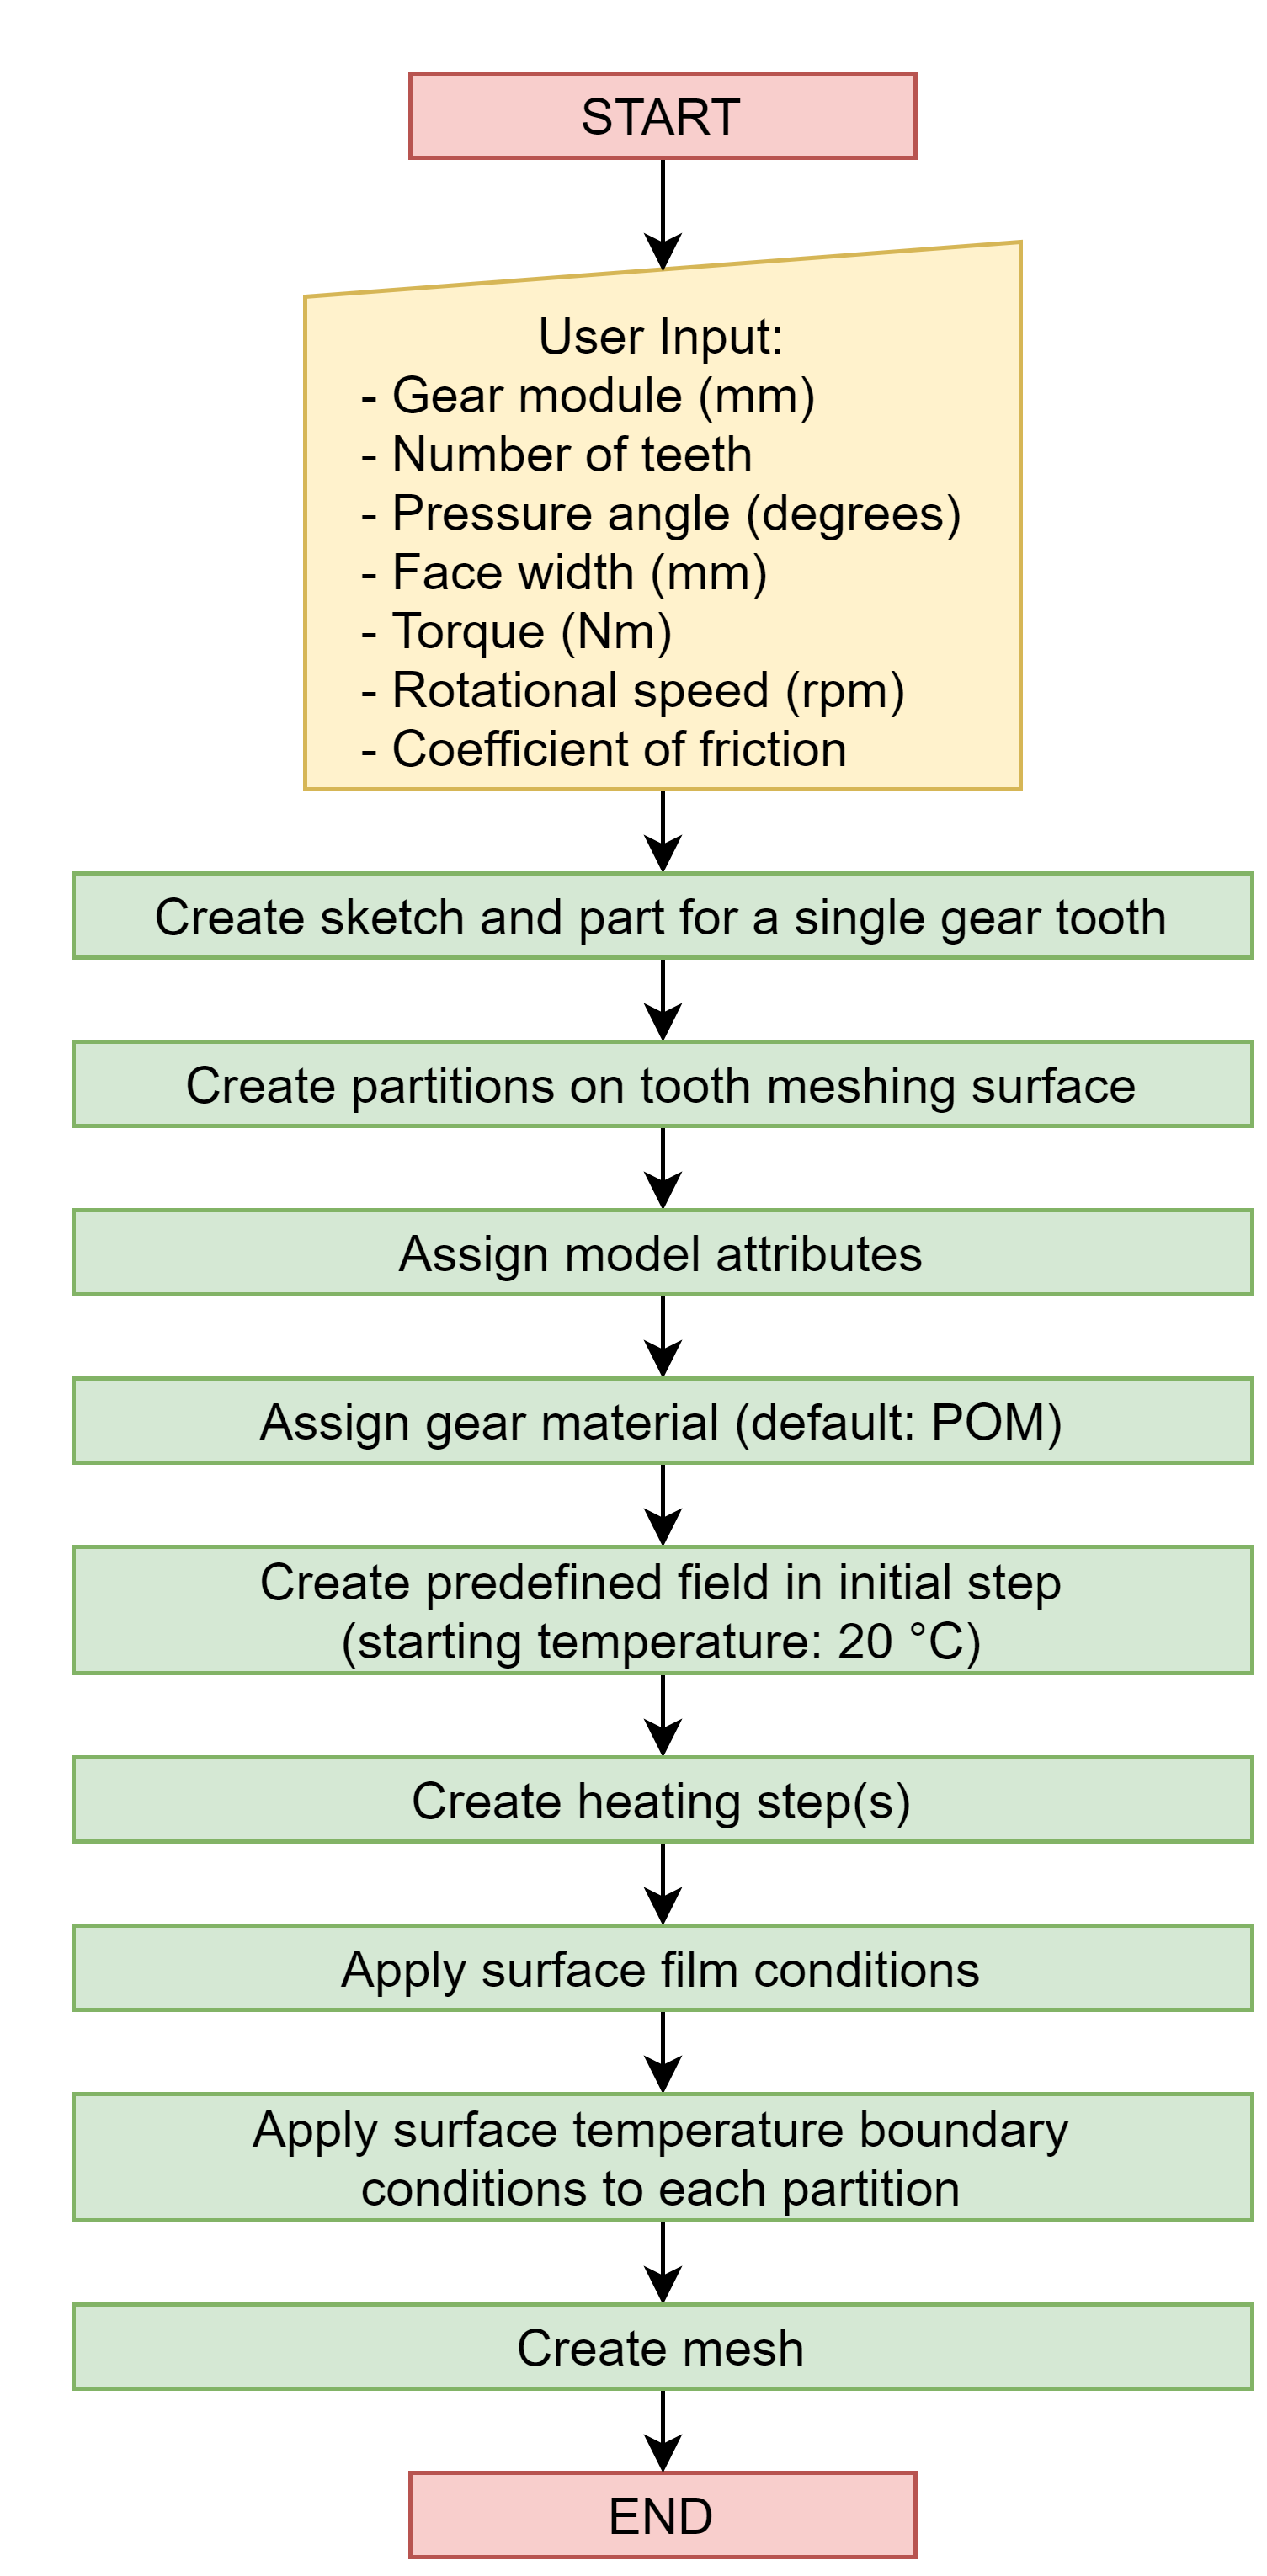 START
User Input:
- Gear module (mm)
- Number of teeth
- Pressure angle (degrees)
- Face width (mm)
- Torque (Nm)
- Rotational speed (rpm)
- Coefficient of friction
Create sketch and part for a single gear tooth
Create partitions on tooth meshing surface
Assign model attributes
Assign gear material (default: POM)
Create predefined field in initial step
(starting temperature: 20 °C)
Create heating step(s)
Apply surface film conditions
Apply surface temperature boundary
conditions to each partition
Create mesh
END